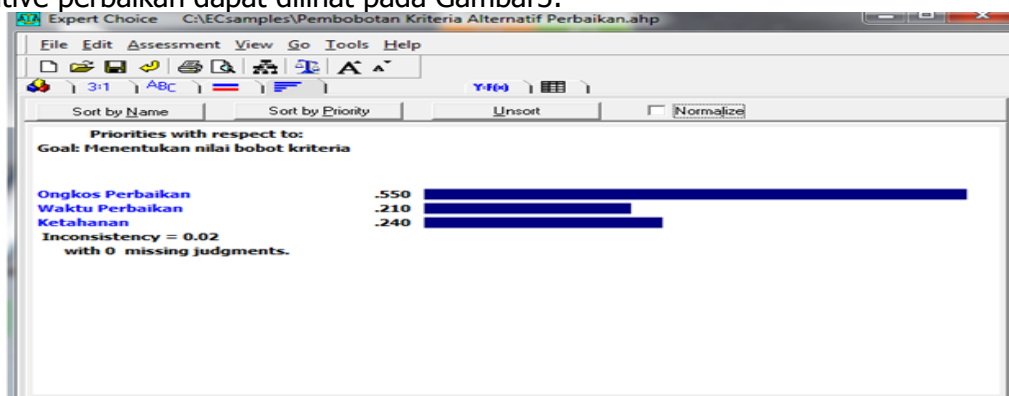 ative perbaikan dapat dilihat pada Gambar5.
Expert Choice C:\ECsamples\Pembobotan Kriteria Alternatif Perbaikan.ahp
File Edit Assessment View Go Tools Help
A A
3:1 ABC Y=F(x)
Sort by Name Sort by Priority Unsort Normalize
Priorities with respect to:
Goal: Menentukan nilai bobot kriteria
Ongkos Perbaikan .550
Waktu Perbaikan .210
Ketahanan .240
Inconsistency = 0.02
with 0 missing judgments.